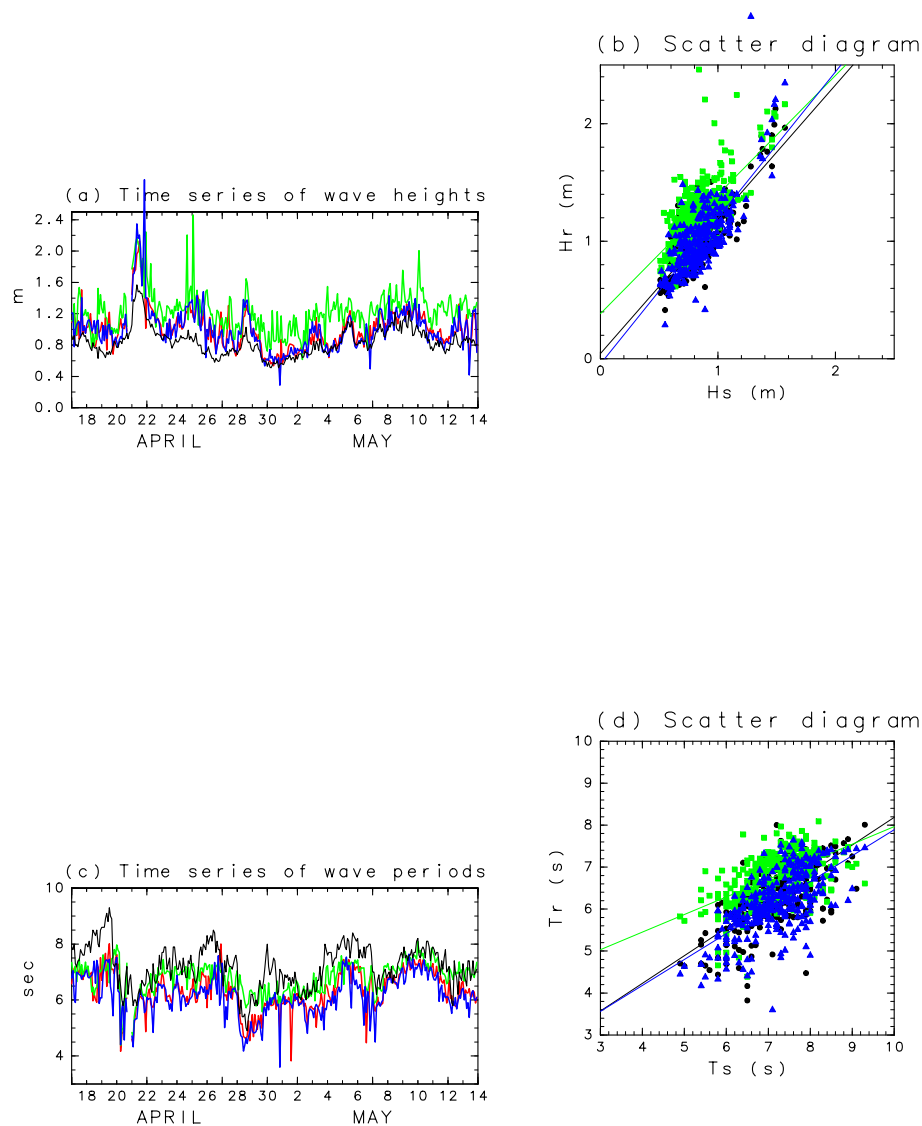 (b) Scatter diagram
2
1
0
Hr (m)
0 1 2
Hs (m)
(a) Time series of wave heights
2.4
2.0
1.6
1.2
0.8
0.4
0.0
m
18 20 22 24 26 28 30 2 4 6 8 10 12 14
APRIL MAY
(d) Scatter diagram
10
9
8
7
6
5
4
3
Tr (s)
3 4 5 6 7 8 9 10
Ts (s)
(c) Time series of wave periods
10
8
6
4
sec
18 20 22 24 26 28 30 2 4 6 8 10 12 14
APRIL MAY